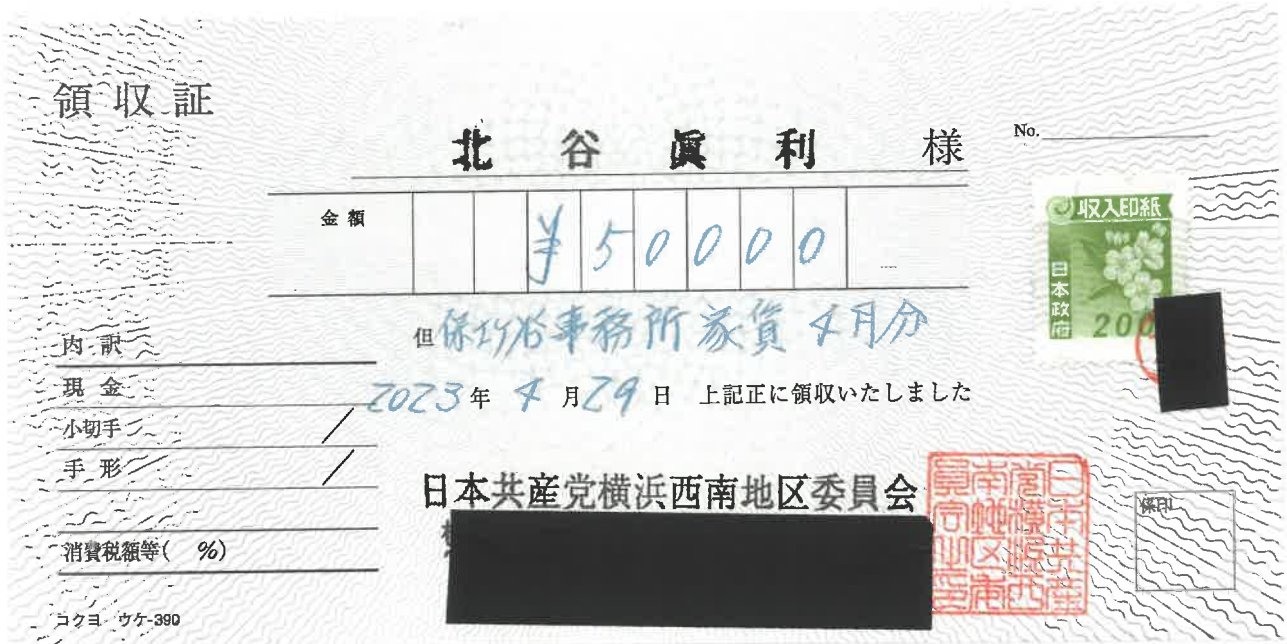 領収証
北谷眞利 様
No.
金額 ¥50000
但 保土ケ谷事務所家賃 4月分
2023年 4月29日 上記正に領収いたしました
内訳
現金
小切手
手形
消費税額等( %)
コクヨ ウケ-390
日本共産党横浜西南地区委員会
収入印紙
日本政府
200
係印